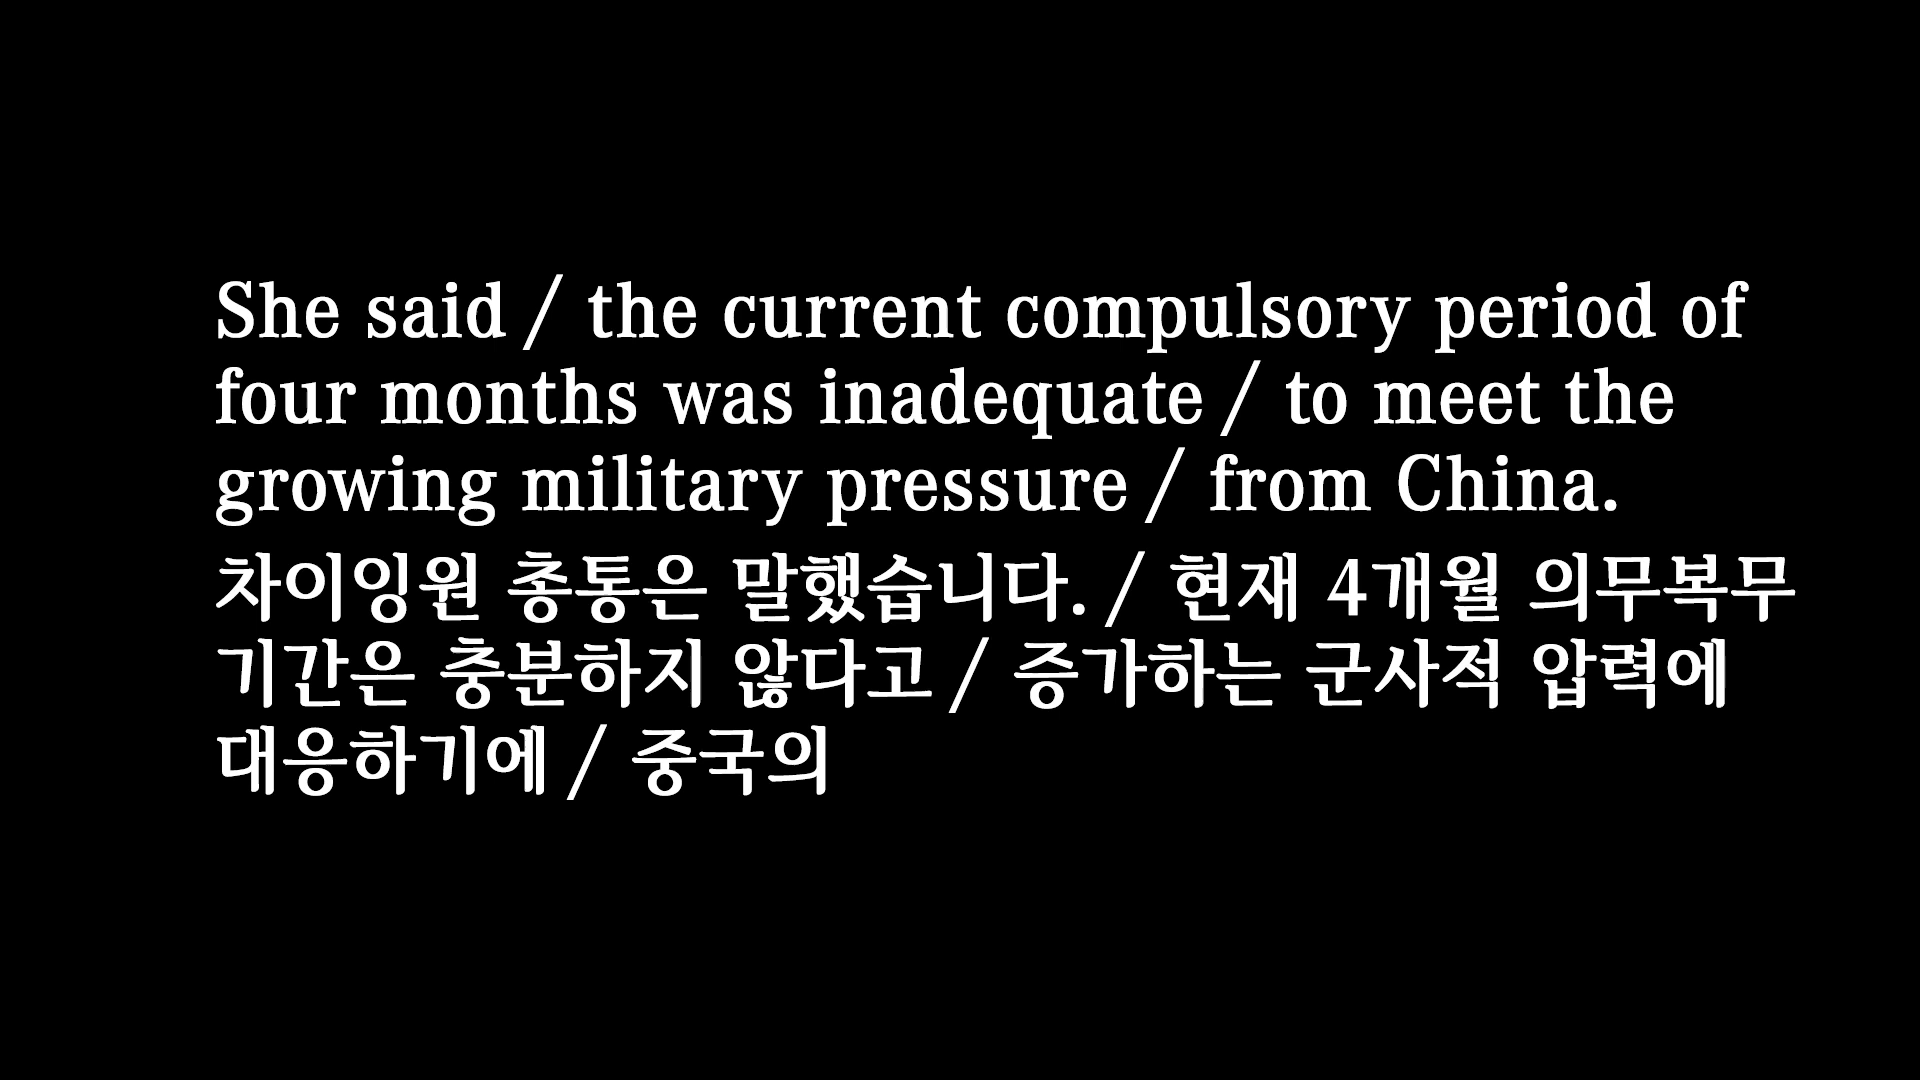 She said / the current compulsory period of
four months was inadequate / to meet the
growing military pressure / from China.
차이잉원 총통은 말했습니다. / 현재 4개월 의무복무
기간은 충분하지 않다고 / 증가하는 군사적 압력에
대응하기에 / 중국의